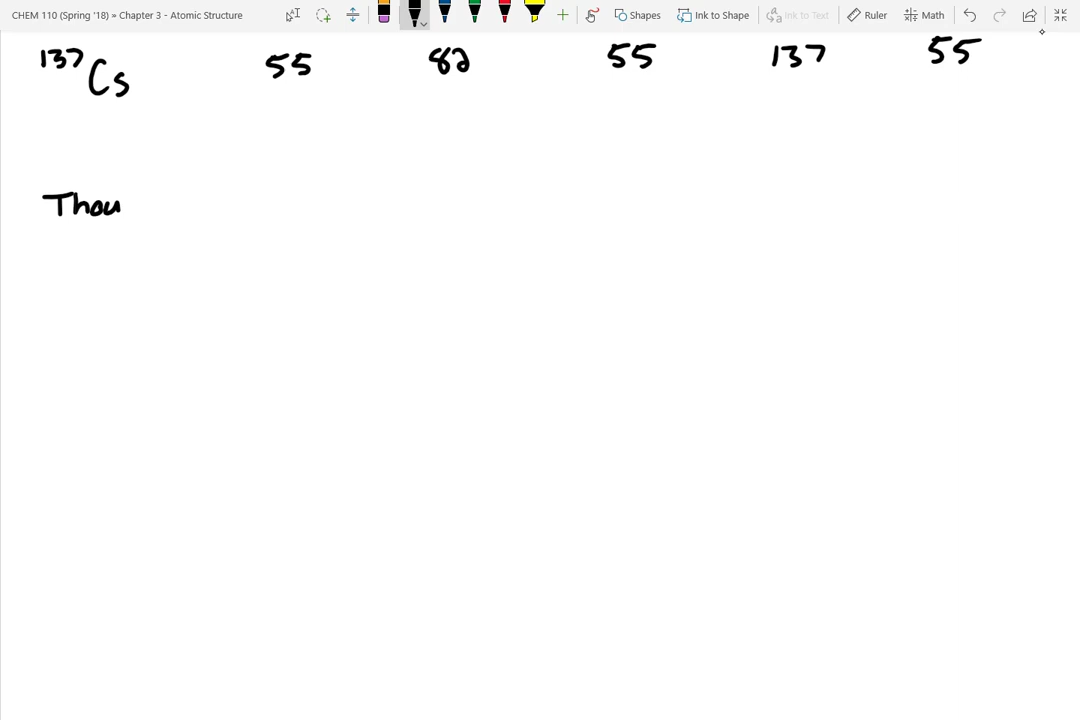 CHEM 110 (Spring '18) » Chapter 3 - Atomic Structure Shapes Ink to Shape Ink to Text Ruler Math
¹³⁷Cs 55 82 55 137 55
Thou